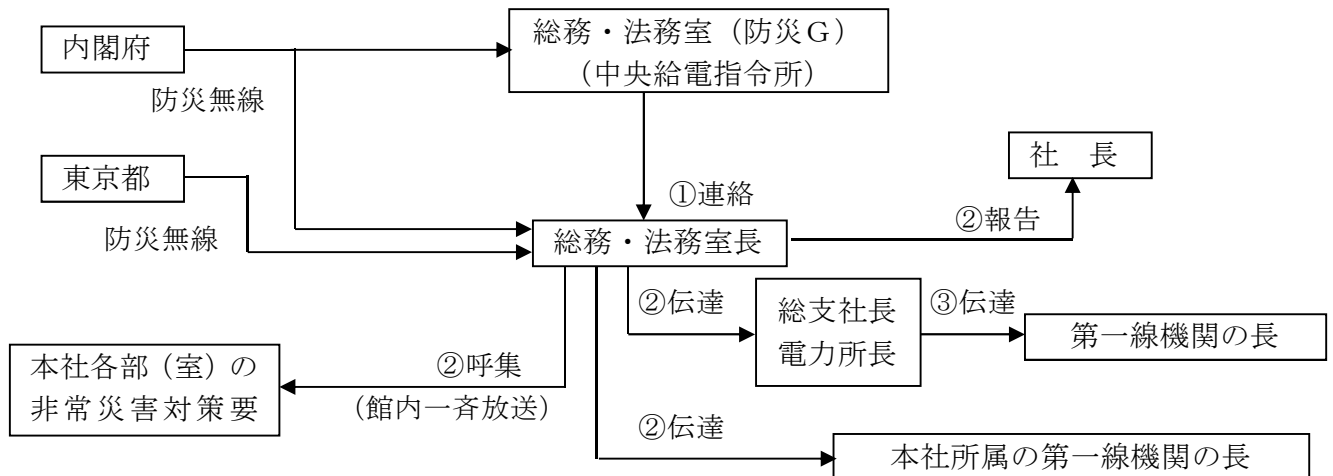 内閣府
総務・法務室（防災G）
（中央給電指令所）
防災無線
東京都
社　長
①連絡
②報告
防災無線
総務・法務室長
②伝達
総支社長
電力所長
③伝達
第一線機関の長
本社各部（室）の
非常災害対策要
②呼集
（館内一斉放送）
②伝達
本社所属の第一線機関の長